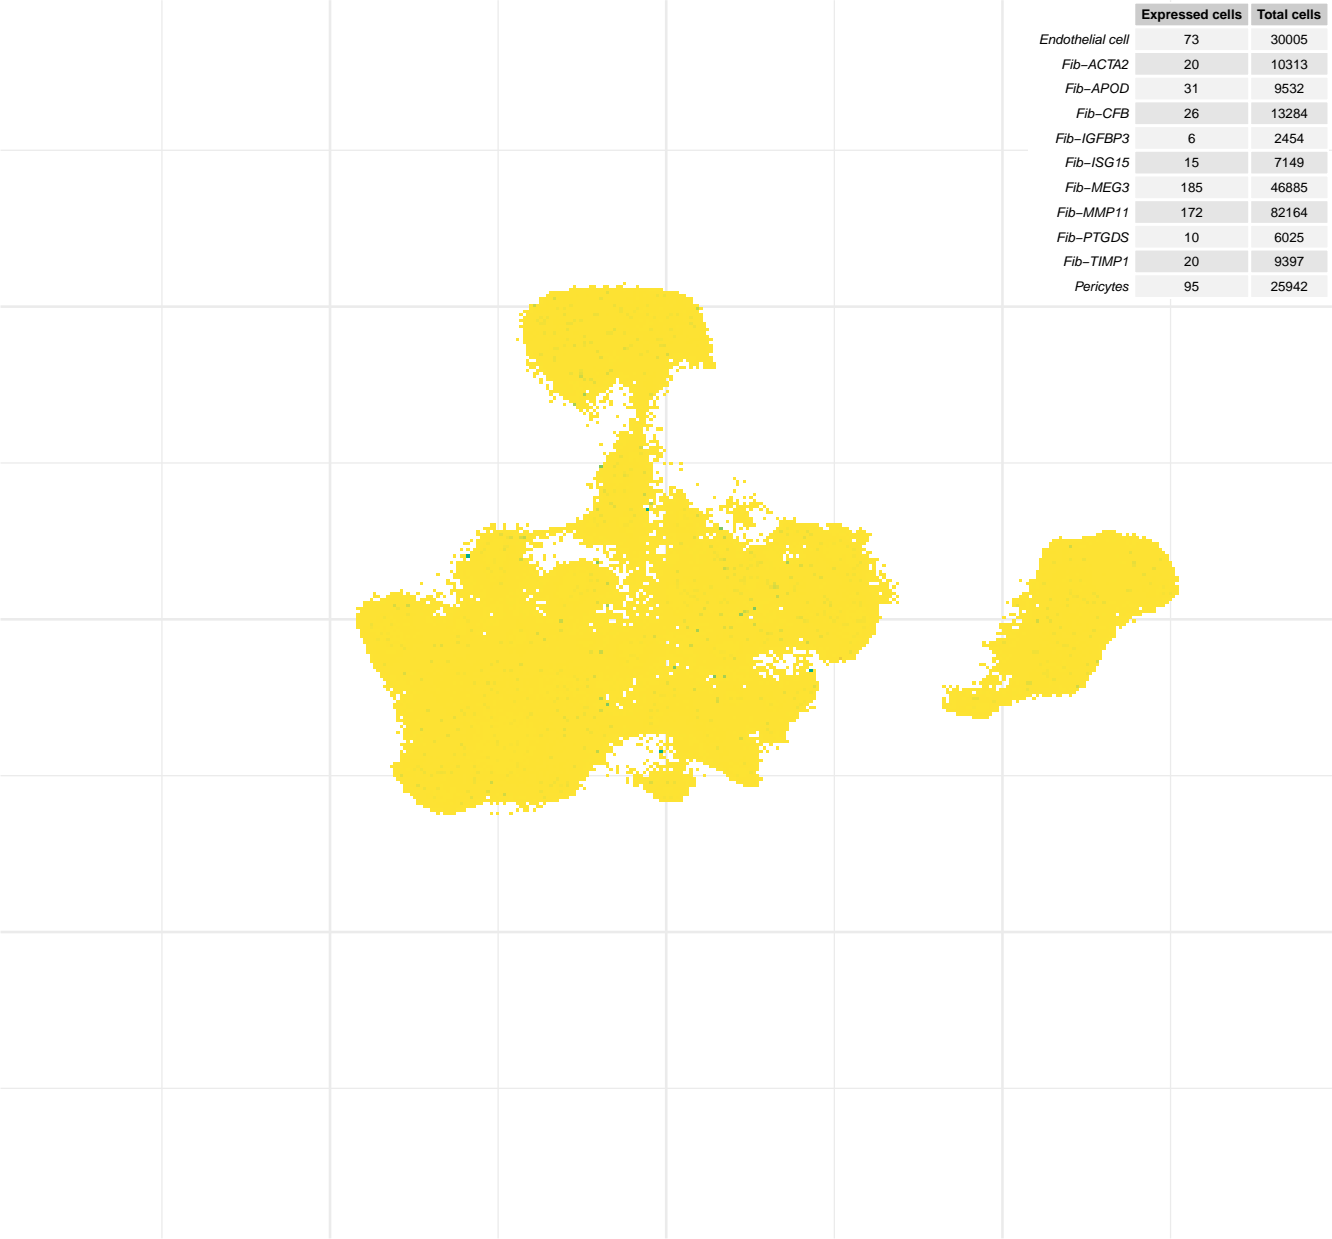 Expressed cells Total cells
Endothelial cell 73 30005
Fib−ACTA2 20 10313
Fib−APOD 31 9532
Fib−CFB 26 13284
Fib−IGFBP3 6 2454
Fib−ISG15 15 7149
Fib−MEG3 185 46885
Fib−MMP11 172 82164
Fib−PTGDS 10 6025
Fib−TIMP1 20 9397
Pericytes 95 25942